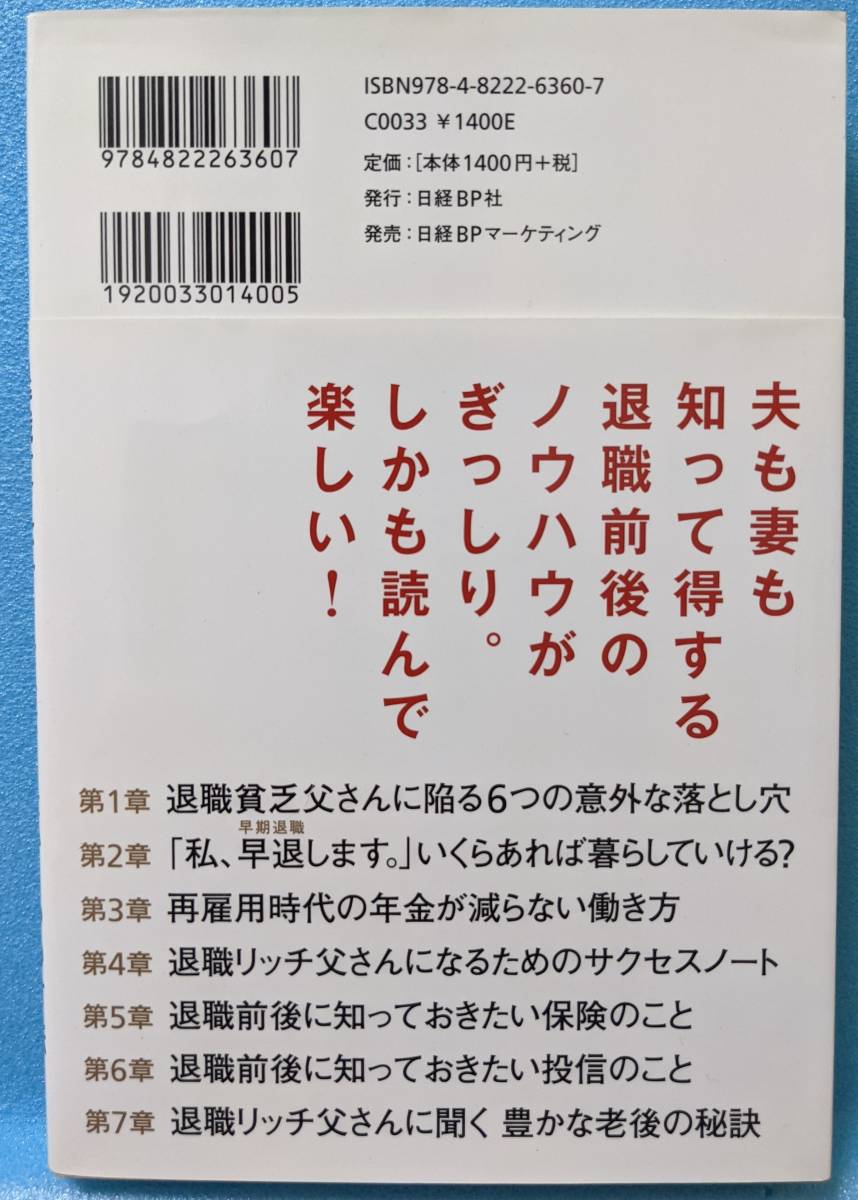 ISBN978-4-8222-6360-7
C0033 ¥1400E
定価：[本体1400円＋税]
発行：日経BP社
発売：日経BPマーケティング
9784822263607
1920033014005
夫も妻も
知って得する
退職前後の
ノウハウが
ぎっしり。
しかも読んで
楽しい！
第1章 退職貧乏父さんに陥る6つの意外な落とし穴
早期退職
第2章 「私、早退します。」いくらあれば暮らしていける?
第3章 再雇用時代の年金が減らない働き方
第4章 退職リッチ父さんになるためのサクセスノート
第5章 退職前後に知っておきたい保険のこと
第6章 退職前後に知っておきたい投信のこと
第7章 退職リッチ父さんに聞く 豊かな老後の秘訣